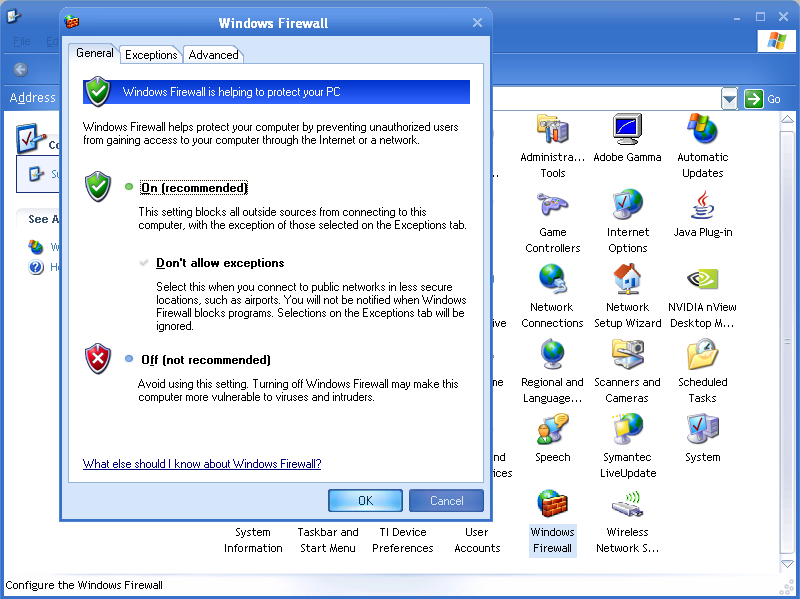 Windows Firewall
File
General
Exceptions
Advanced
Windows Firewall is helping to protect your PC
Windows Firewall helps protect your computer by preventing unauthorized users
from gaining access to your computer through the Internet or a network.
On (recommended)
This setting blocks all outside sources from connecting to this
computer, with the exception of those selected on the Exceptions tab.
Don't allow exceptions
Select this when you connect to public networks in less secure
locations, such as airports. You will not be notified when Windows
Firewall blocks programs. Selections on the Exceptions tab will be
ignored.
Off (not recommended)
Avoid using this setting. Turning off Windows Firewall may make this
computer more vulnerable to viruses and intruders.
What else should I know about Windows Firewall?
OK
Cancel
Address
Go
See A
Administra...
Tools
Adobe Gamma
Automatic
Updates
Game
Controllers
Internet
Options
Java Plug-in
Network
Connections
Network
Setup Wizard
NVIDIA nView
Desktop M...
Regional and
Language...
Scanners and
Cameras
Scheduled
Tasks
Speech
Symantec
LiveUpdate
System
System
Information
Taskbar and
Start Menu
TI Device
Preferences
User
Accounts
Windows
Firewall
Wireless
Network S...
Configure the Windows Firewall